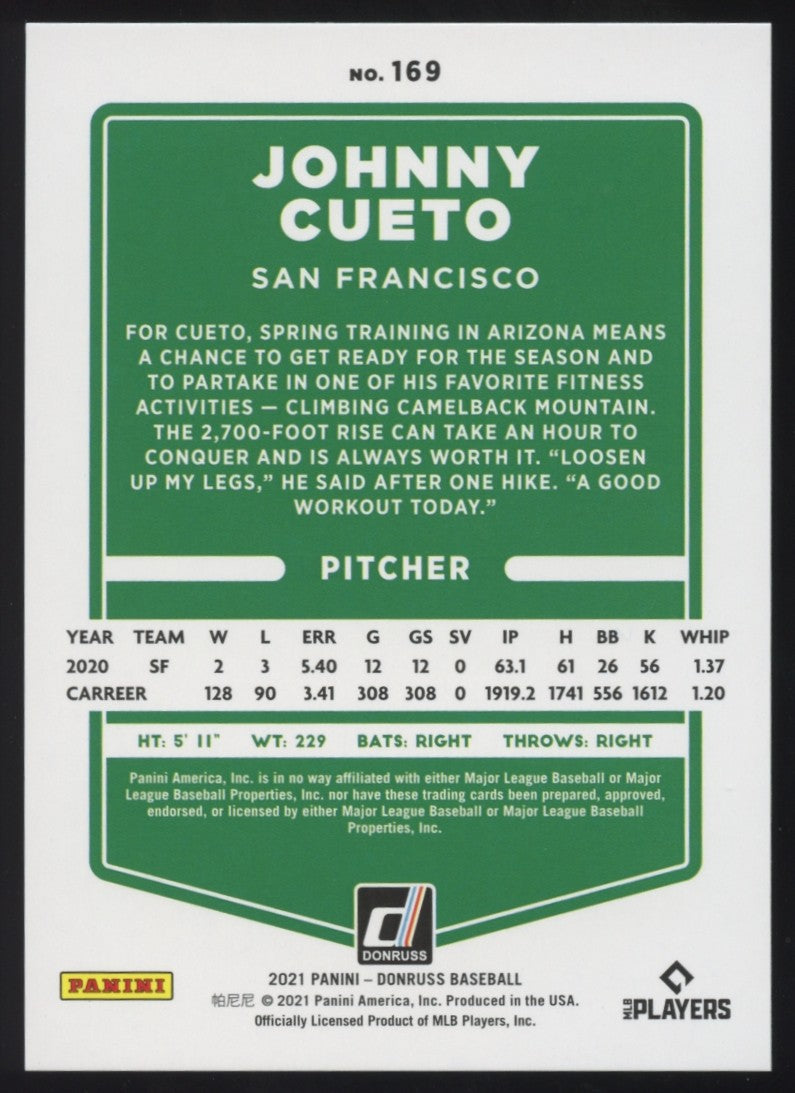 NO. 169
JOHNNY
CUETO
SAN FRANCISCO
FOR CUETO, SPRING TRAINING IN ARIZONA MEANS
A CHANCE TO GET READY FOR THE SEASON AND
TO PARTAKE IN ONE OF HIS FAVORITE FITNESS
ACTIVITIES — CLIMBING CAMELBACK MOUNTAIN.
THE 2,700-FOOT RISE CAN TAKE AN HOUR TO
CONQUER AND IS ALWAYS WORTH IT. “LOOSEN
UP MY LEGS,” HE SAID AFTER ONE HIKE. “A GOOD
WORKOUT TODAY.”
PITCHER
YEAR TEAM W L ERR G GS SV IP H BB K WHIP
2020 SF 2 3 5.40 12 12 0 63.1 61 26 56 1.37
CARREER 128 90 3.41 308 308 0 1919.2 1741 556 1612 1.20
HT: 5' 11" WT: 229 BATS: RIGHT THROWS: RIGHT
Panini America, Inc. is in no way affiliated with either Major League Baseball or Major
League Baseball Properties, Inc. nor have these trading cards been prepared, approved,
endorsed, or licensed by either Major League Baseball or Major League Baseball
Properties, Inc.
d
DONRUSS
PANINI
2021 PANINI – DONRUSS BASEBALL
帕尼尼 © 2021 Panini America, Inc. Produced in the USA.
Officially Licensed Product of MLB Players, Inc.
MLB PLAYERS